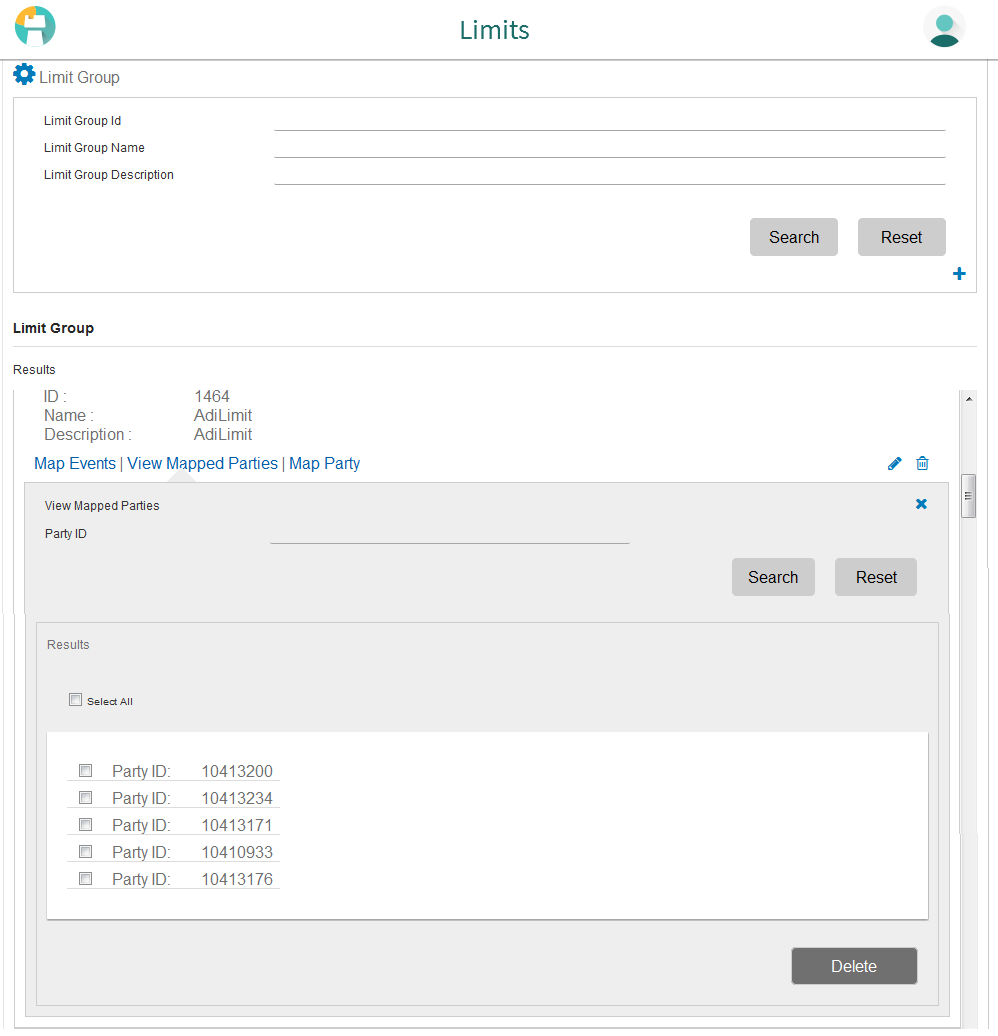 Limits
Limit Group
Limit Group Id
Limit Group Name
Limit Group Description
Search Reset
Limit Group
Results
ID : 1464
Name : AdiLimit
Description : AdiLimit
Map Events | View Mapped Parties | Map Party
View Mapped Parties
Party ID
Search Reset
Results
Select All
Party ID: 10413200
Party ID: 10413234
Party ID: 10413171
Party ID: 10410933
Party ID: 10413176
Delete